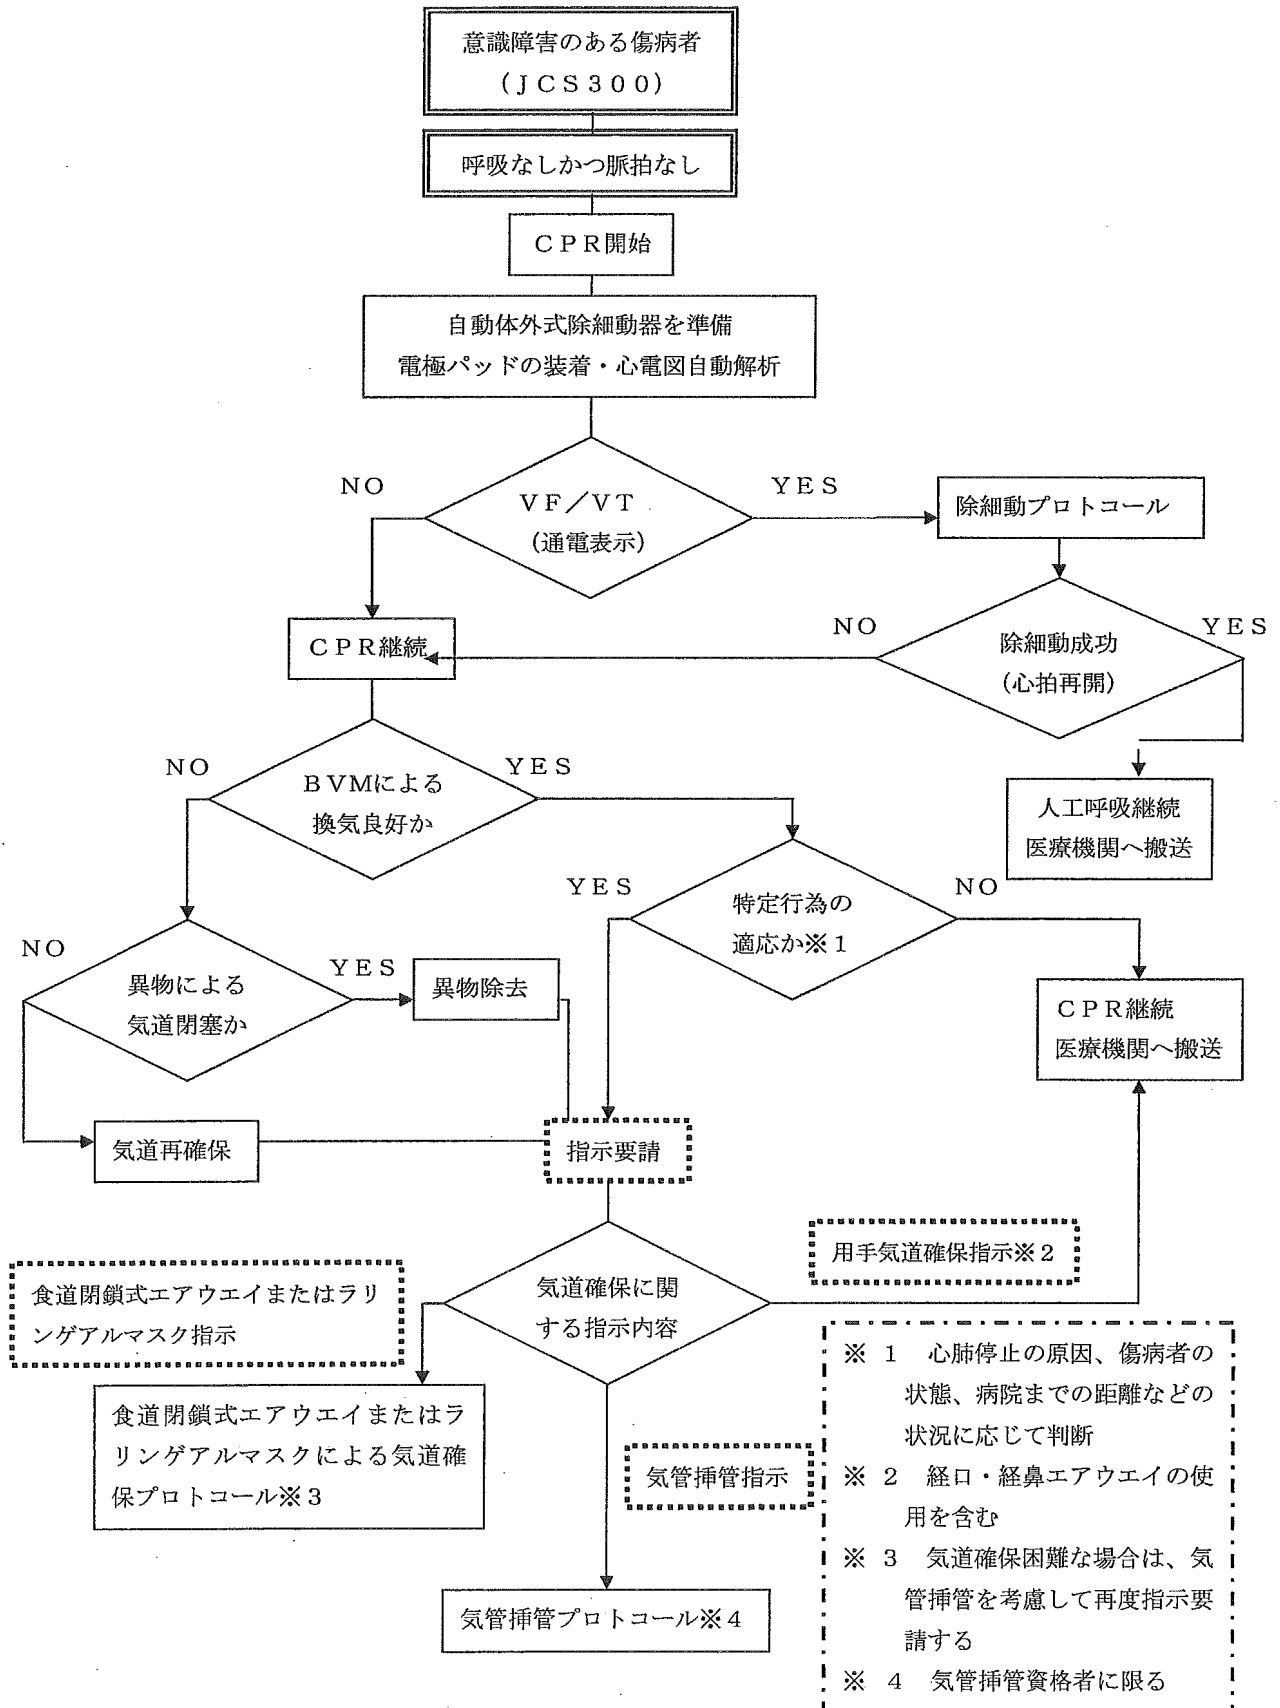 意識障害のある傷病者
(ＪＣＳ３００)
呼吸なしかつ脈拍なし
ＣＰＲ開始
自動体外式除細動器を準備
電極パッドの装着・心電図自動解析
NO
ＶＦ／ＶＴ
(通電表示)
YES
除細動プロトコール
ＣＰＲ継続
NO
除細動成功
(心拍再開)
YES
NO
ＢＶＭによる
換気良好か
YES
人工呼吸継続
医療機関へ搬送
YES
特定行為の
適応か※１
NO
NO
異物による
気道閉塞か
YES
異物除去
ＣＰＲ継続
医療機関へ搬送
気道再確保
指示要請
用手気道確保指示※２
食道閉鎖式エアウエイまたはラリ
ンゲアルマスク指示
気道確保に関
する指示内容
食道閉鎖式エアウエイまたはラ
リンゲアルマスクによる気道確
保プロトコール※３
気管挿管指示
気管挿管プロトコール※４
※ １　心肺停止の原因、傷病者の
状態、病院までの距離などの
状況に応じて判断
※ ２　経口・経鼻エアウエイの使
用を含む
※ ３　気道確保困難な場合は、気
管挿管を考慮して再度指示要
請する
※ ４　気管挿管資格者に限る